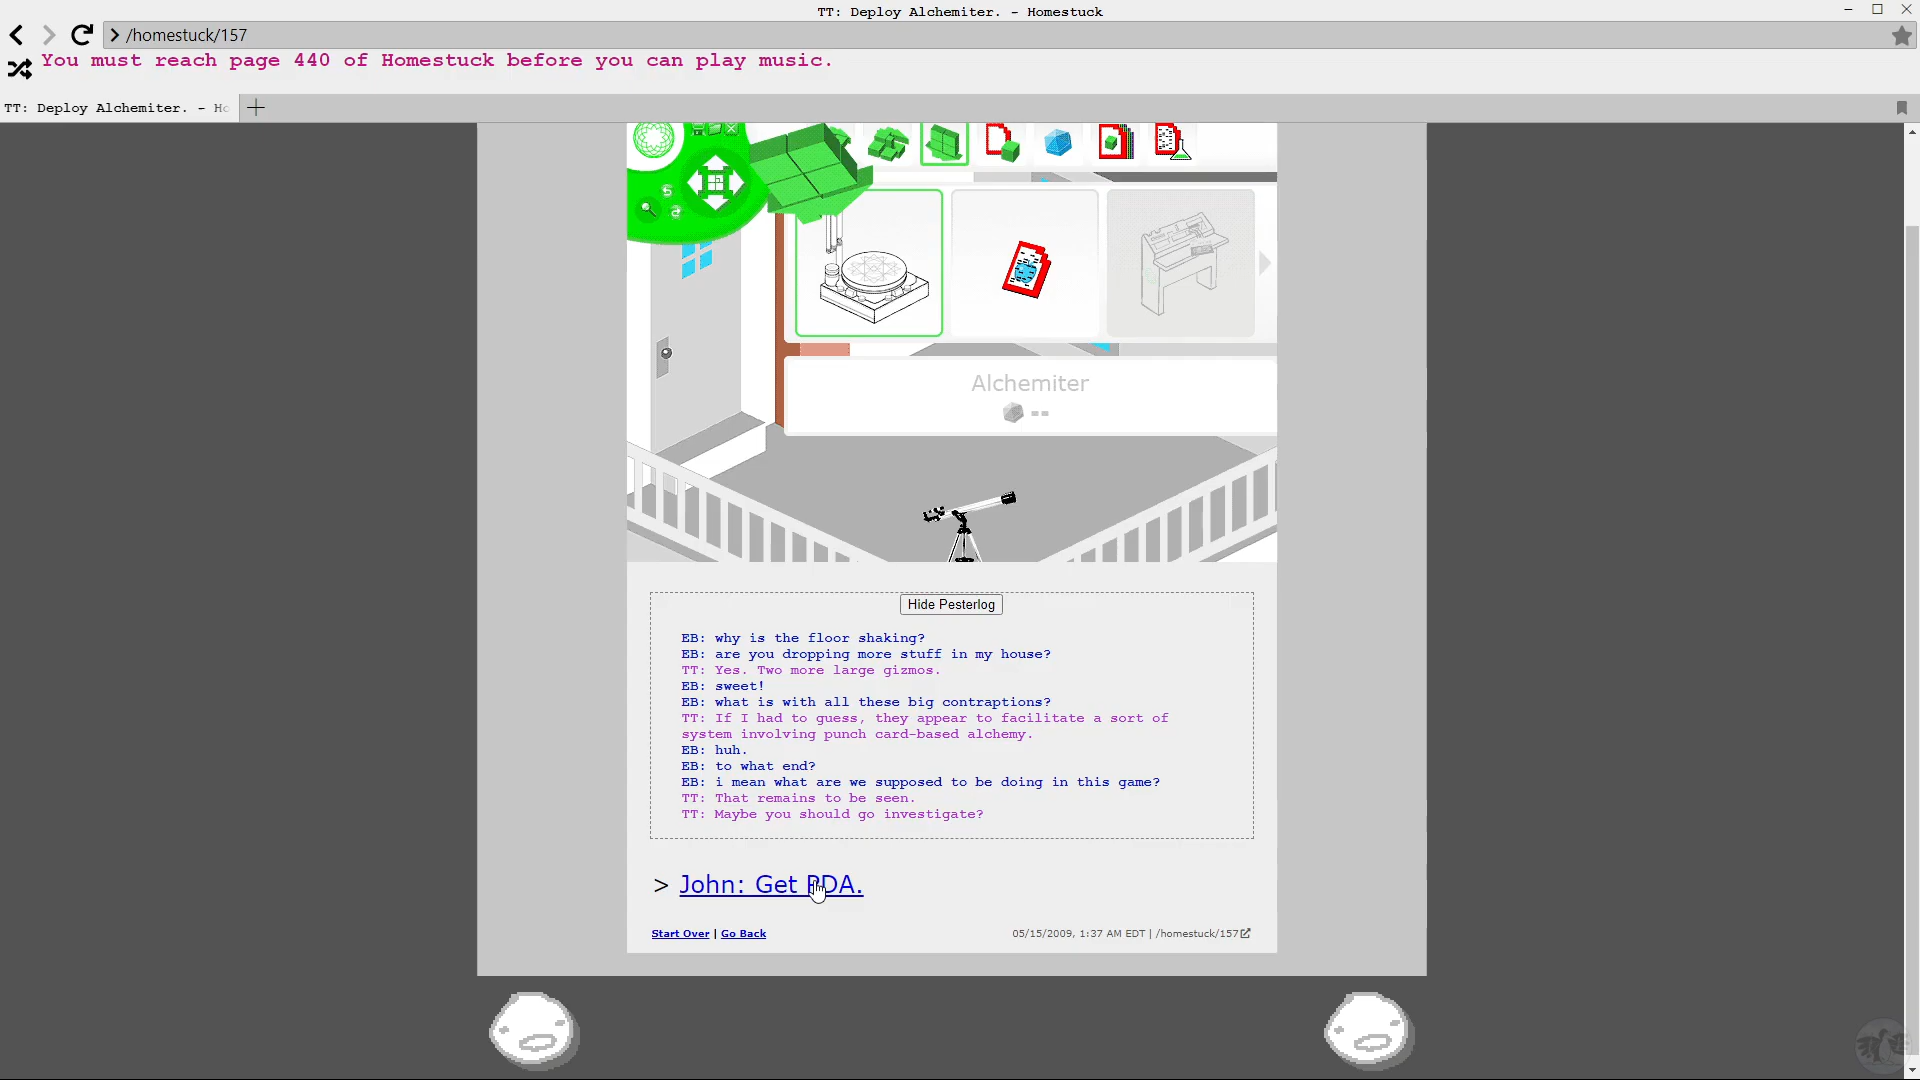 TT: Deploy Alchemiter. - Homestuck
/homestuck/157
You must reach page 440 of Homestuck before you can play music.
TT: Deploy Alchemiter. - Ho
Alchemiter
--
Hide Pesterlog
EB: why is the floor shaking?
EB: are you dropping more stuff in my house?
TT: Yes. Two more large gizmos.
EB: sweet!
EB: what is with all these big contraptions?
TT: If I had to guess, they appear to facilitate a sort of
system involving punch card-based alchemy.
EB: huh.
EB: to what end?
EB: i mean what are we supposed to be doing in this game?
TT: That remains to be seen.
TT: Maybe you should go investigate?
> John: Get PDA.
Start Over | Go Back
05/15/2009, 1:37 AM EDT | /homestuck/157